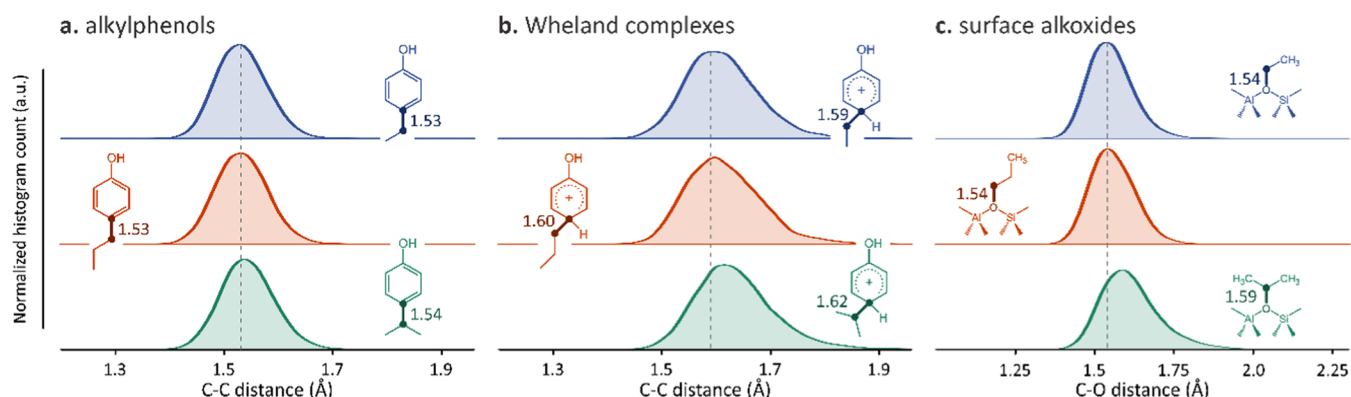 a. alkylphenols
b. Wheland complexes
c. surface alkoxides
Normalized histogram count (a.u.)
OH
1.53
OH
1.53
OH
1.54
1.3 1.5 1.7 1.9
C-C distance (Å)
OH
+
1.59
H
OH
+
1.60
H
OH
+
1.62
H
1.3 1.5 1.7 1.9
C-C distance (Å)
CH3
1.54
O
Al Si
CH3
1.54
O
Al Si
H3C CH3
1.59
O
Al Si
1.25 1.5 1.75 2.0 2.25
C-O distance (Å)